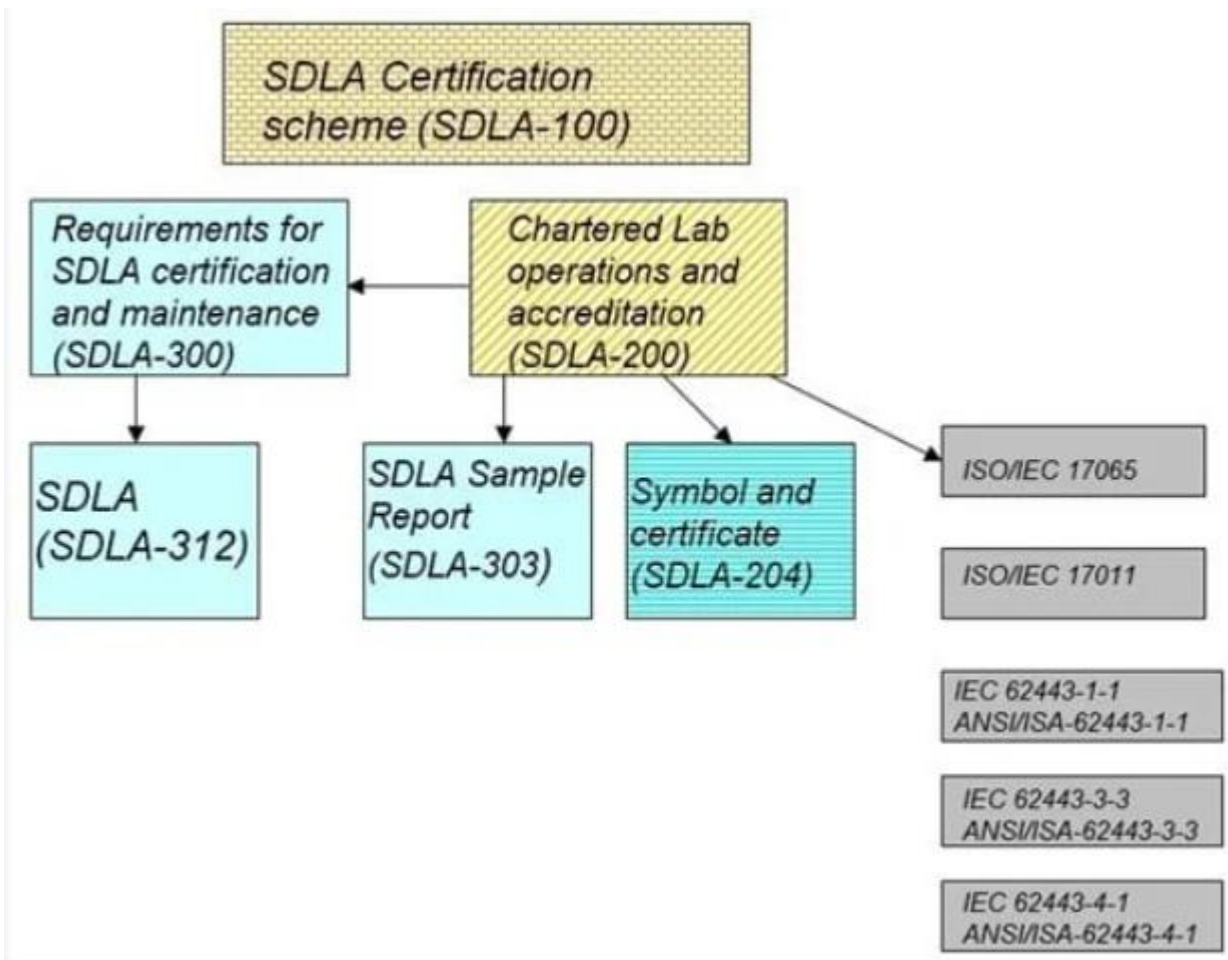 SDLA Certification
scheme (SDLA-100)
Requirements for
SDLA certification
and maintenance
(SDLA-300)
Chartered Lab
operations and
accreditation
(SDLA-200)
SDLA
(SDLA-312)
SDLA Sample
Report
(SDLA-303)
Symbol and
certificate
(SDLA-204)
ISO/IEC 17065
ISO/IEC 17011
IEC 62443-1-1
ANSI/ISA-62443-1-1
IEC 62443-3-3
ANSI/ISA-62443-3-3
IEC 62443-4-1
ANSI/ISA-62443-4-1